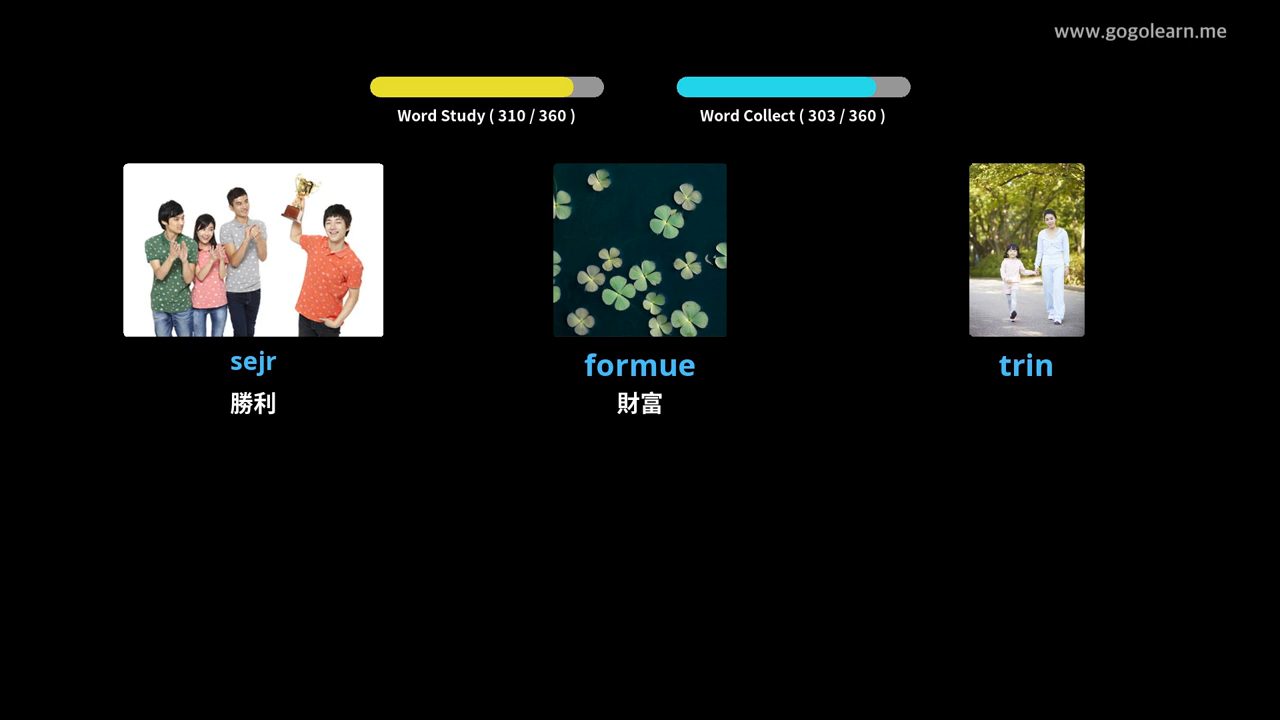 www.gogolearn.me
Word Study ( 310 / 360 )
Word Collect ( 303 / 360 )
sejr
formue
trin
勝利
財富